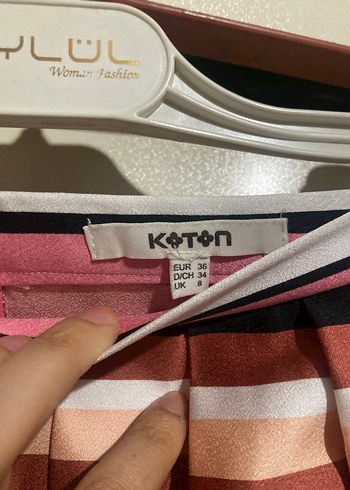 YLÜL
Woman Fashion
KOTON
EUR 36
D/CH 34
UK 8